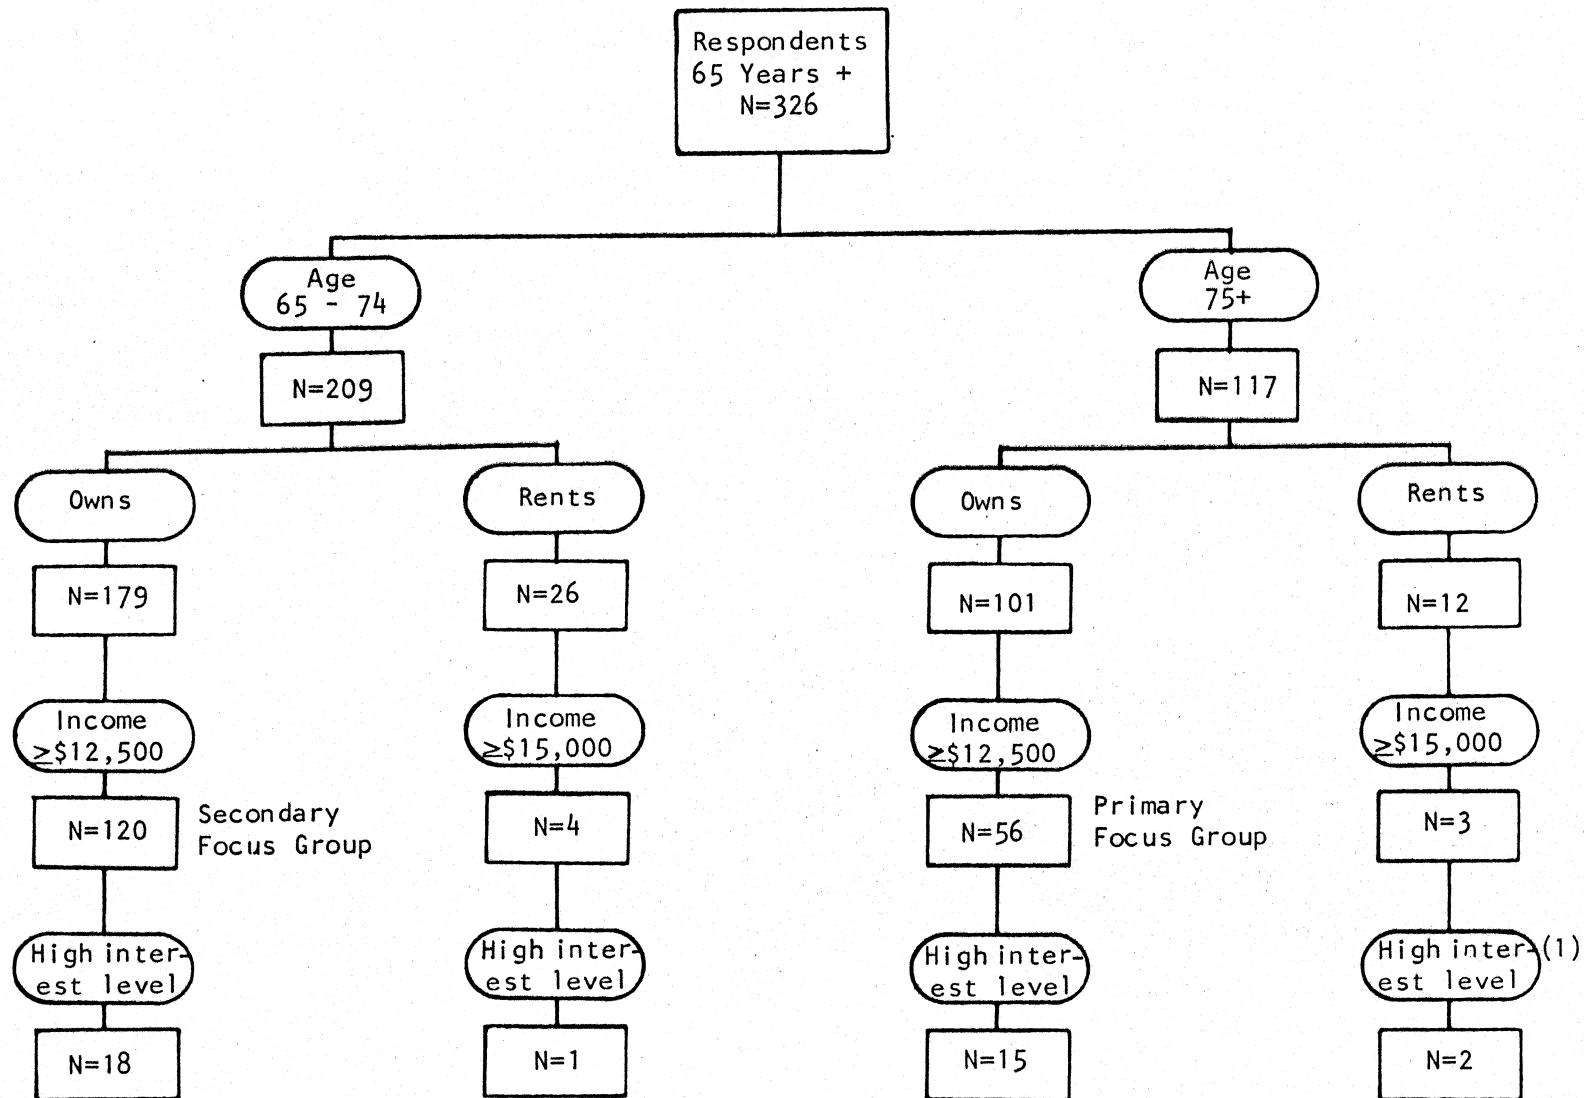 Respondents
65 Years +
N=326
Age
65 - 74
Age
75+
N=209
N=117
Owns
Rents
Owns
Rents
N=179
N=26
N=101
N=12
Income
≥$12,500
Income
≥$15,000
Income
≥$12,500
Income
≥$15,000
N=120
Secondary
Focus Group
N=4
N=56
Primary
Focus Group
N=3
High inter-
est level
High inter-
est level
High inter-
est level
High inter-(1)
est level
N=18
N=1
N=15
N=2